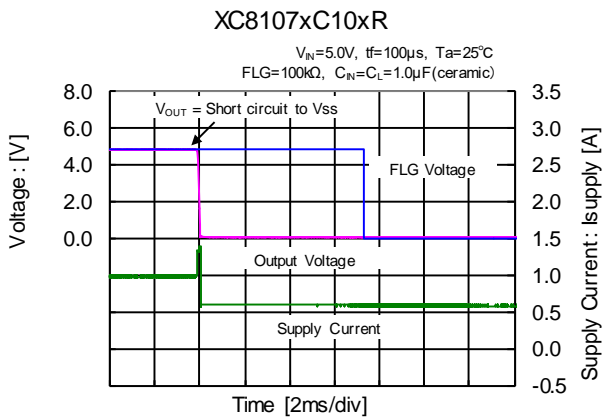 XC8107xC10xR
VIN=5.0V, tf=100μs, Ta=25°C
FLG=100kΩ, CIN=CL=1.0μF(ceramic)
8.0
6.0
4.0
2.0
0.0
Voltage : [V]
VOUT = Short circuit to Vss
FLG Voltage
Output Voltage
Supply Current
3.5
3.0
2.5
2.0
1.5
1.0
0.5
0.0
-0.5
Supply Current : Isupply [A]
Time [2ms/div]